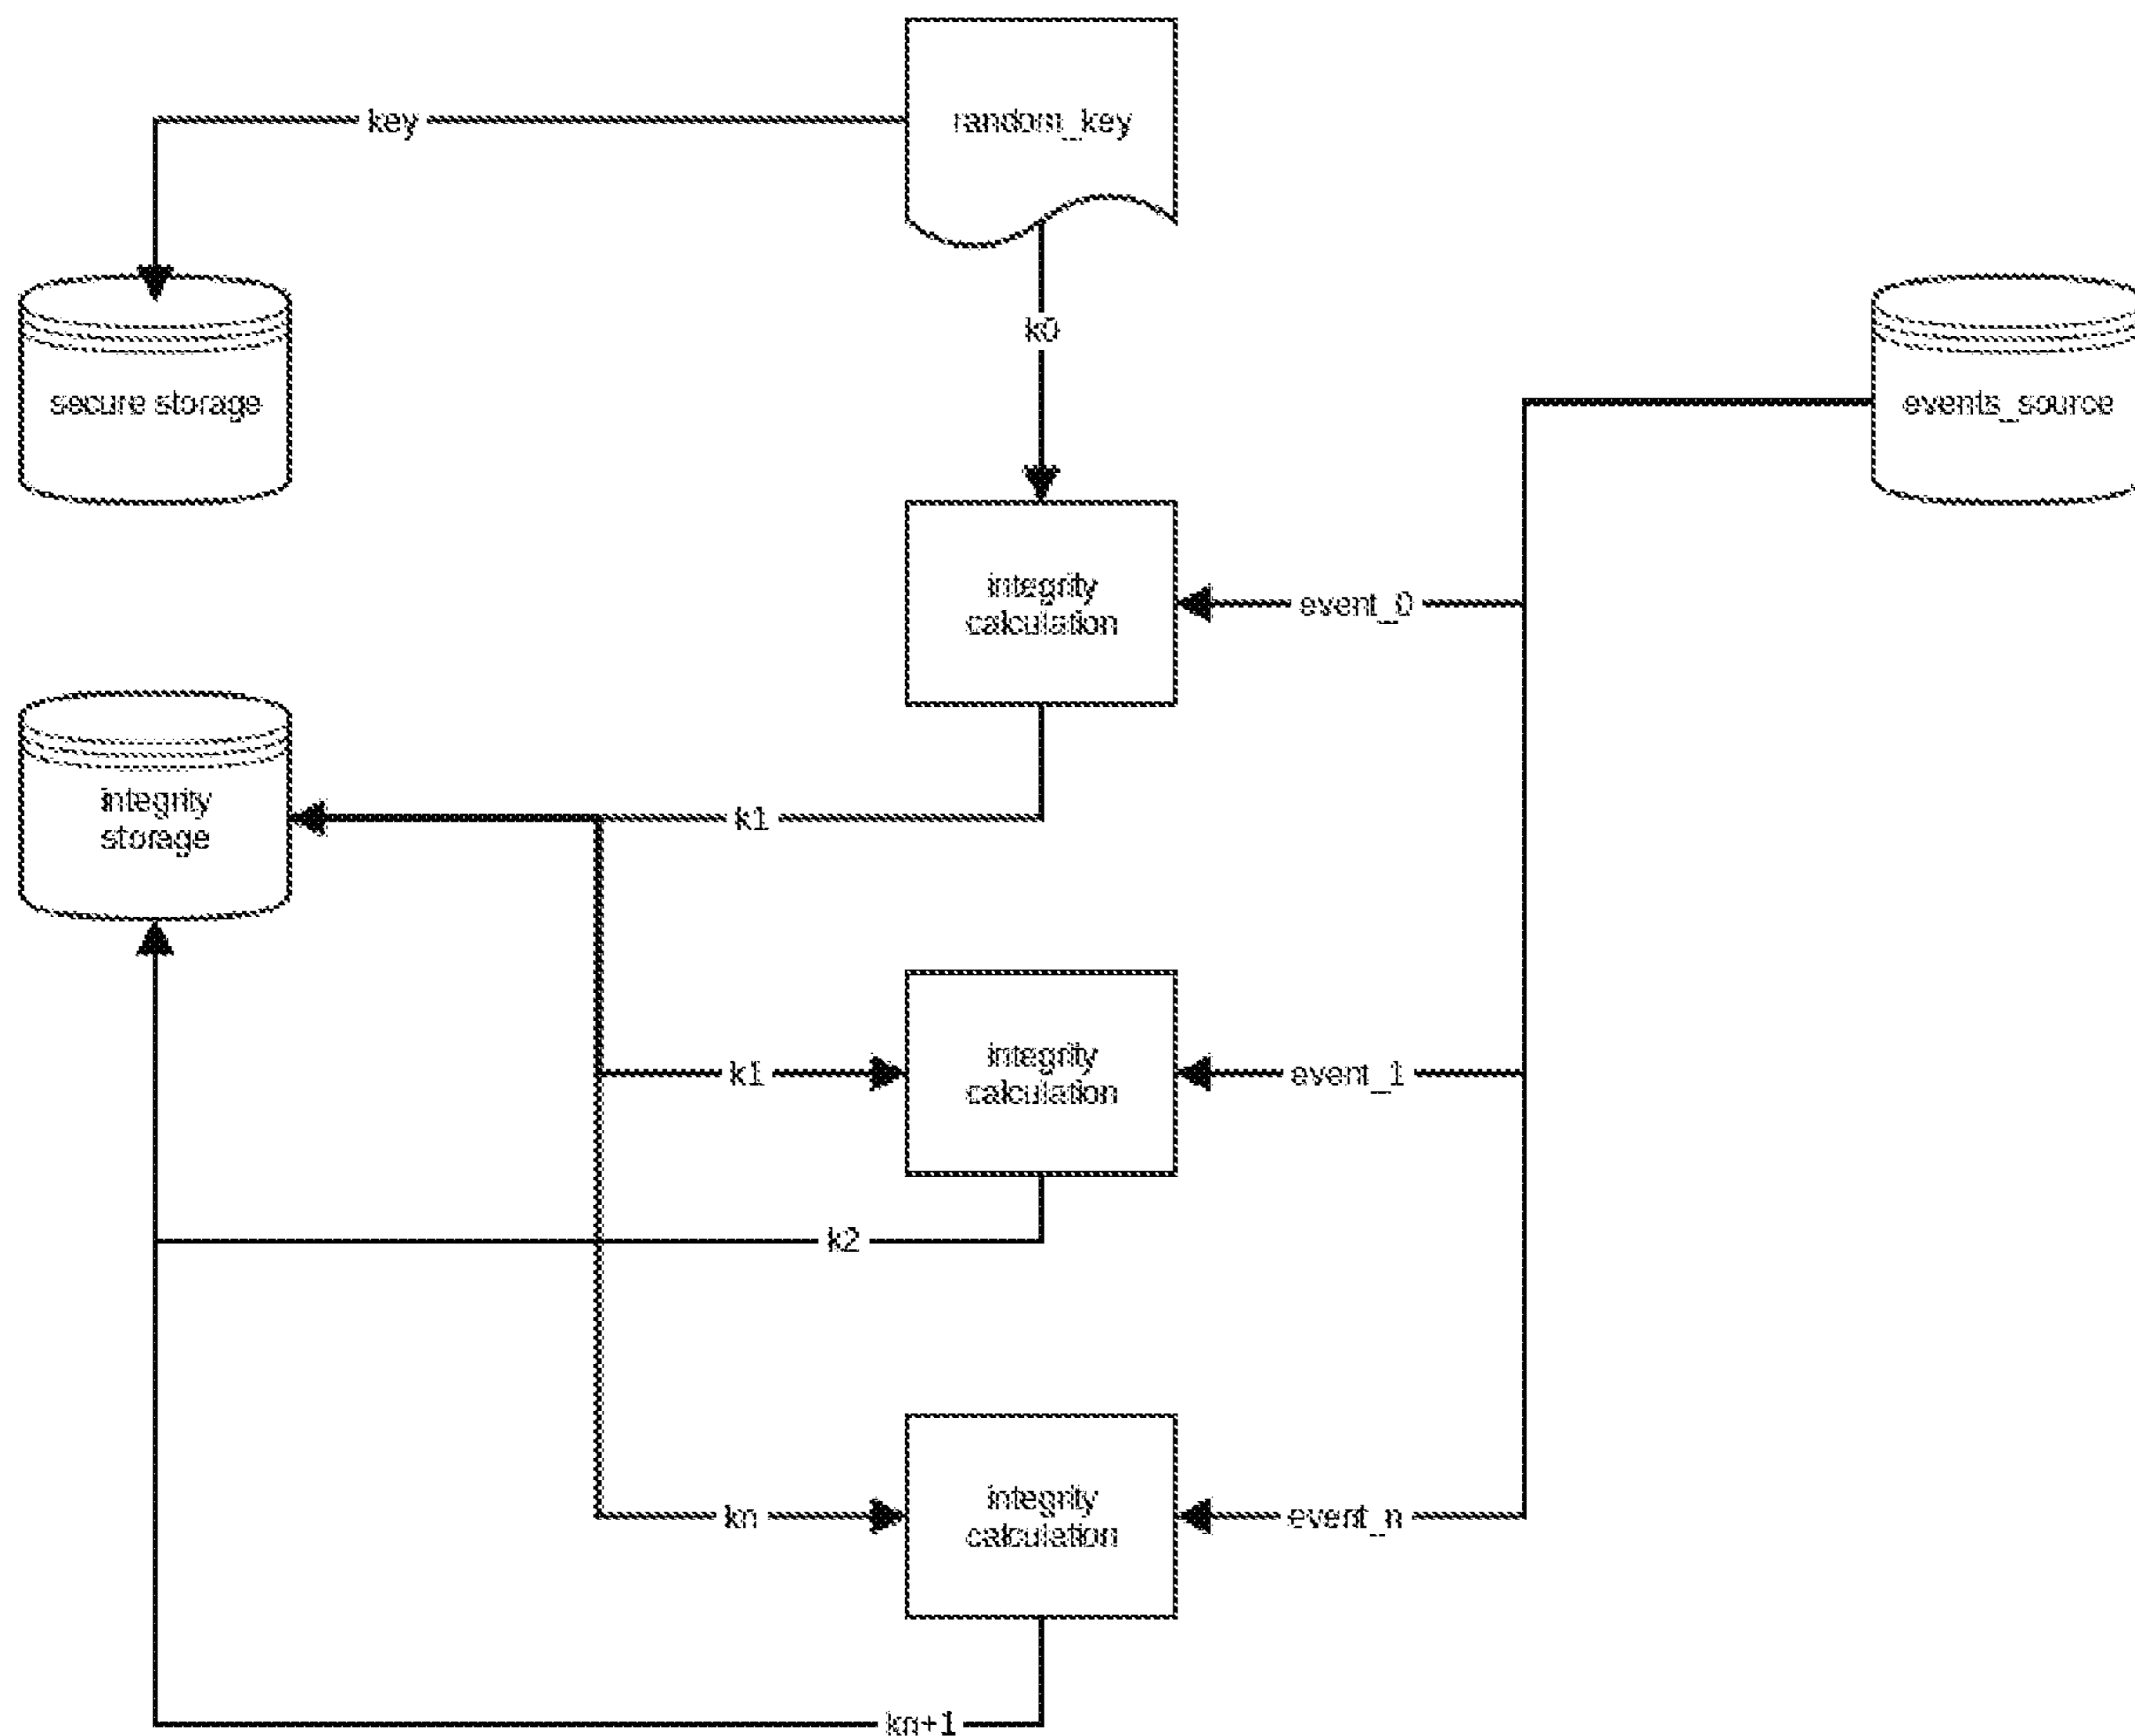 key
random_key
k0
secure storage
events_source
integrity
calculation
event_0
integrity
storage
k1
k1
integrity
calculation
event_1
k2
kn
integrity
calculation
event_n
kn+1